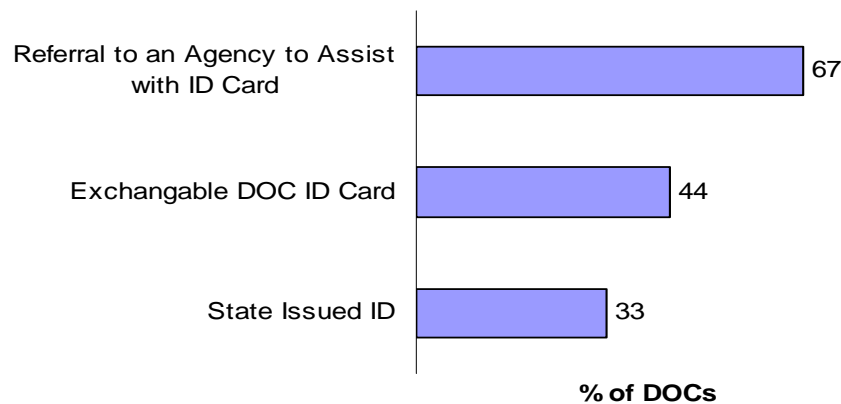 Referral to an Agency to Assist
with ID Card
67
Exchangable DOC ID Card
44
State Issued ID
33
% of DOCs